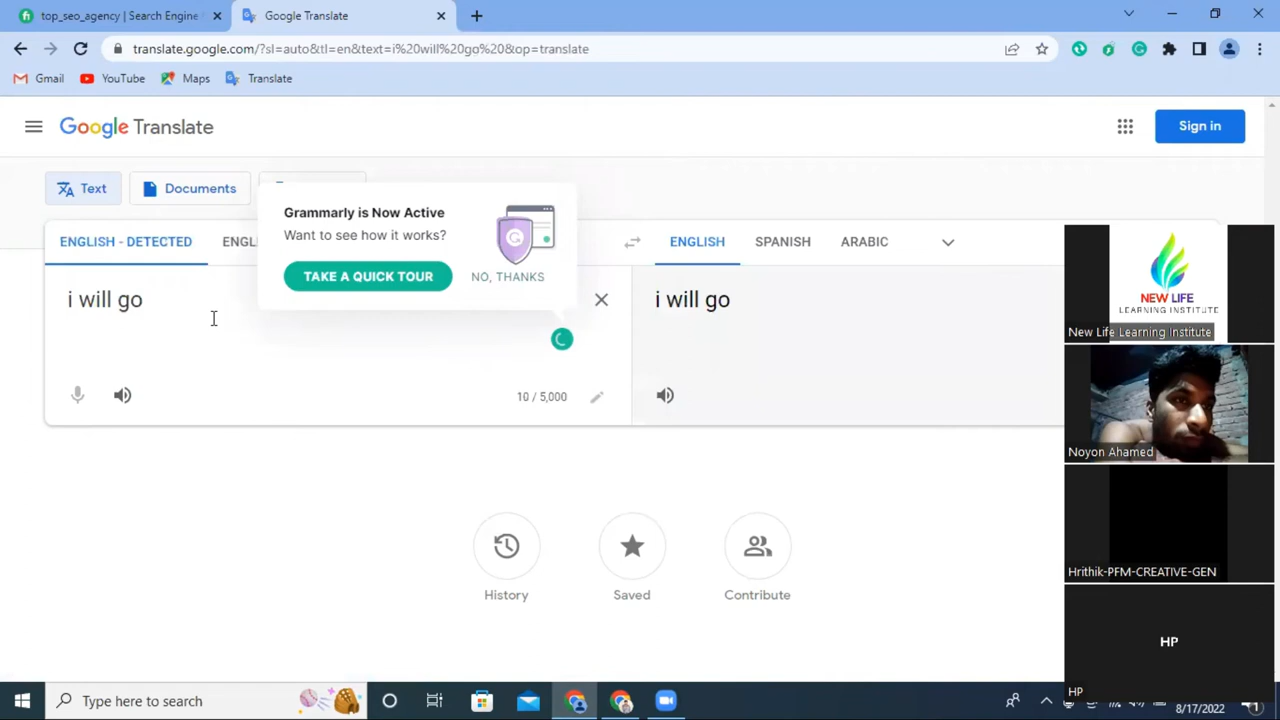 top_seo_agency | Search Engine
Google Translate
translate.google.com/?sl=auto&tl=en&text=i%20will%20go%20&op=translate
Gmail
YouTube
Maps
Translate
Google Translate
Sign in
Text
Documents
Grammarly is Now Active
Want to see how it works?
TAKE A QUICK TOUR
NO, THANKS
ENGLISH - DETECTED
ENGL
ENGLISH
SPANISH
ARABIC
i will go
i will go
10 / 5,000
NEW LIFE
LEARNING INSTITUTE
New Life Learning Institute
Noyon Ahamed
Hrithik-PFM-CREATIVE-GEN
HP
HP
History
Saved
Contribute
Type here to search
8/17/2022
1